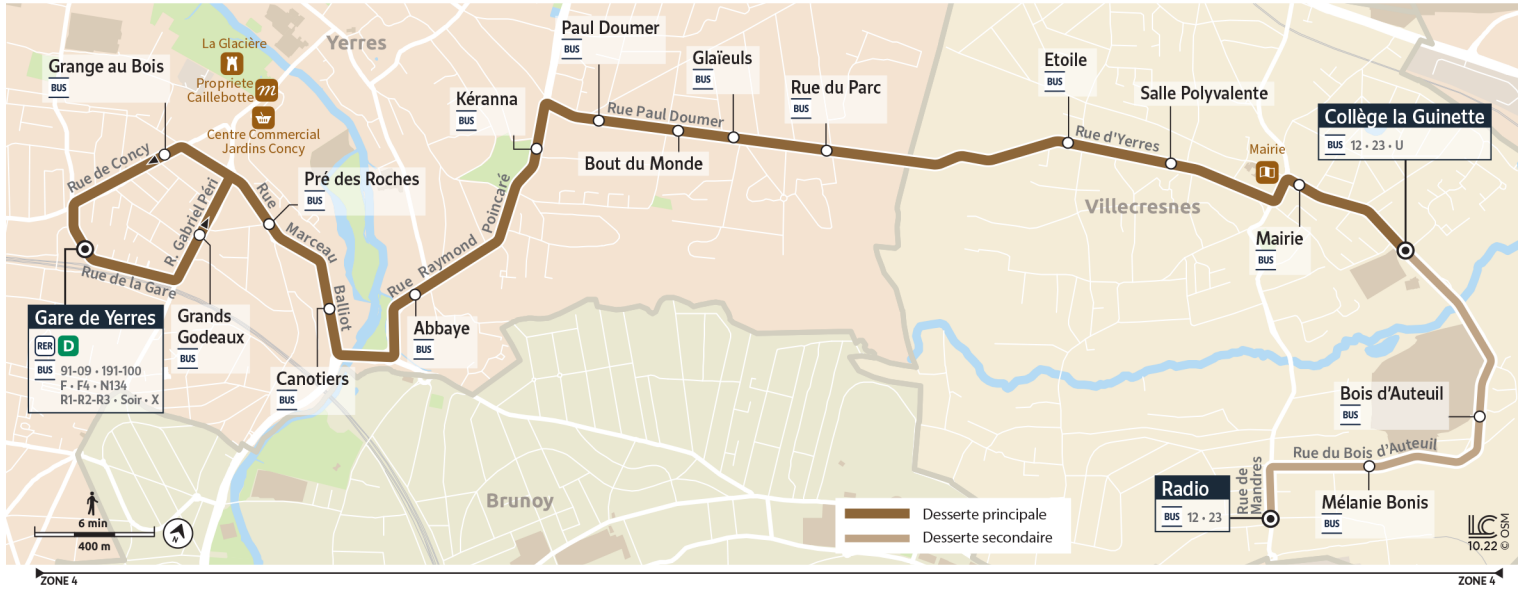 La Glacière
Yerres
Grange au Bois
BUS
Propriete
Caillebotte
m
Centre Commercial
Jardins Concy
Rue de Concy
R. Gabriel Péri
Rue de la Gare
Gare de Yerres
RER D
BUS 91-09 • 191-100
F • F4 • N134
R1-R2-R3 • Soir • X
Grands
Godeaux
BUS
Rue Marceau Balliot
Pré des Roches
BUS
Canotiers
BUS
Abbaye
BUS
Rue Raymond Poincaré
Kéranna
BUS
Paul Doumer
BUS
Rue Paul Doumer
Bout du Monde
Glaïeuls
BUS
Rue du Parc
BUS
Etoile
BUS
Rue d'Yerres
Salle Polyvalente
Villecresnes
Mairie
Mairie
BUS
Collège la Guinette
BUS 12 • 23 • U
Bois d'Auteuil
BUS
Rue du Bois d'Auteuil
Mélanie Bonis
BUS
Rue de
Mandres
Radio
BUS 12 • 23
Brunoy
Desserte principale
Desserte secondaire
6 min
400 m
N
LC
10.22 © OSM
ZONE 4
ZONE 4